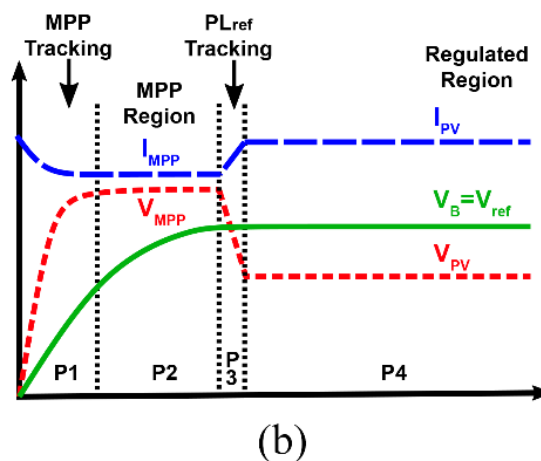 MPP
Tracking
PLref
Tracking
MPP
Region
Regulated
Region
IMPP
IPV
VMPP
VB=Vref
VPV
P1
P2
P
3
P4
(b)